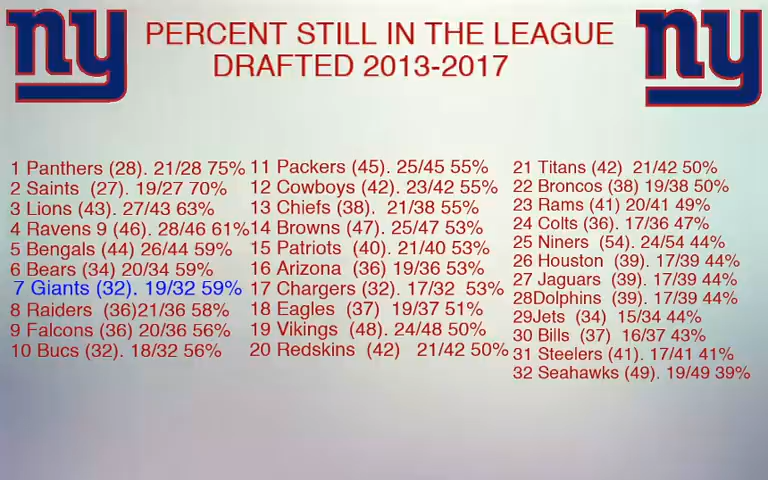 ny
PERCENT STILL IN THE LEAGUE
ny
DRAFTED 2013-2017
1 Panthers (28). 21/28 75%
2 Saints (27). 19/27 70%
3 Lions (43). 27/43 63%
4 Ravens 9 (46). 28/46 61%
5 Bengals (44) 26/44 59%
6 Bears (34) 20/34 59%
7 Giants (32). 19/32 59%
8 Raiders (36)21/36 58%
9 Falcons (36) 20/36 56%
10 Bucs (32). 18/32 56%
11 Packers (45). 25/45 55%
12 Cowboys (42). 23/42 55%
13 Chiefs (38). 21/38 55%
14 Browns (47). 25/47 53%
15 Patriots (40). 21/40 53%
16 Arizona (36) 19/36 53%
17 Chargers (32). 17/32 53%
18 Eagles (37) 19/37 51%
19 Vikings (48). 24/48 50%
20 Redskins (42) 21/42 50%
21 Titans (42) 21/42 50%
22 Broncos (38) 19/38 50%
23 Rams (41) 20/41 49%
24 Colts (36). 17/36 47%
25 Niners (54). 24/54 44%
26 Houston (39). 17/39 44%
27 Jaguars (39). 17/39 44%
28Dolphins (39). 17/39 44%
29Jets (34) 15/34 44%
30 Bills (37) 16/37 43%
31 Steelers (41). 17/41 41%
32 Seahawks (49). 19/49 39%